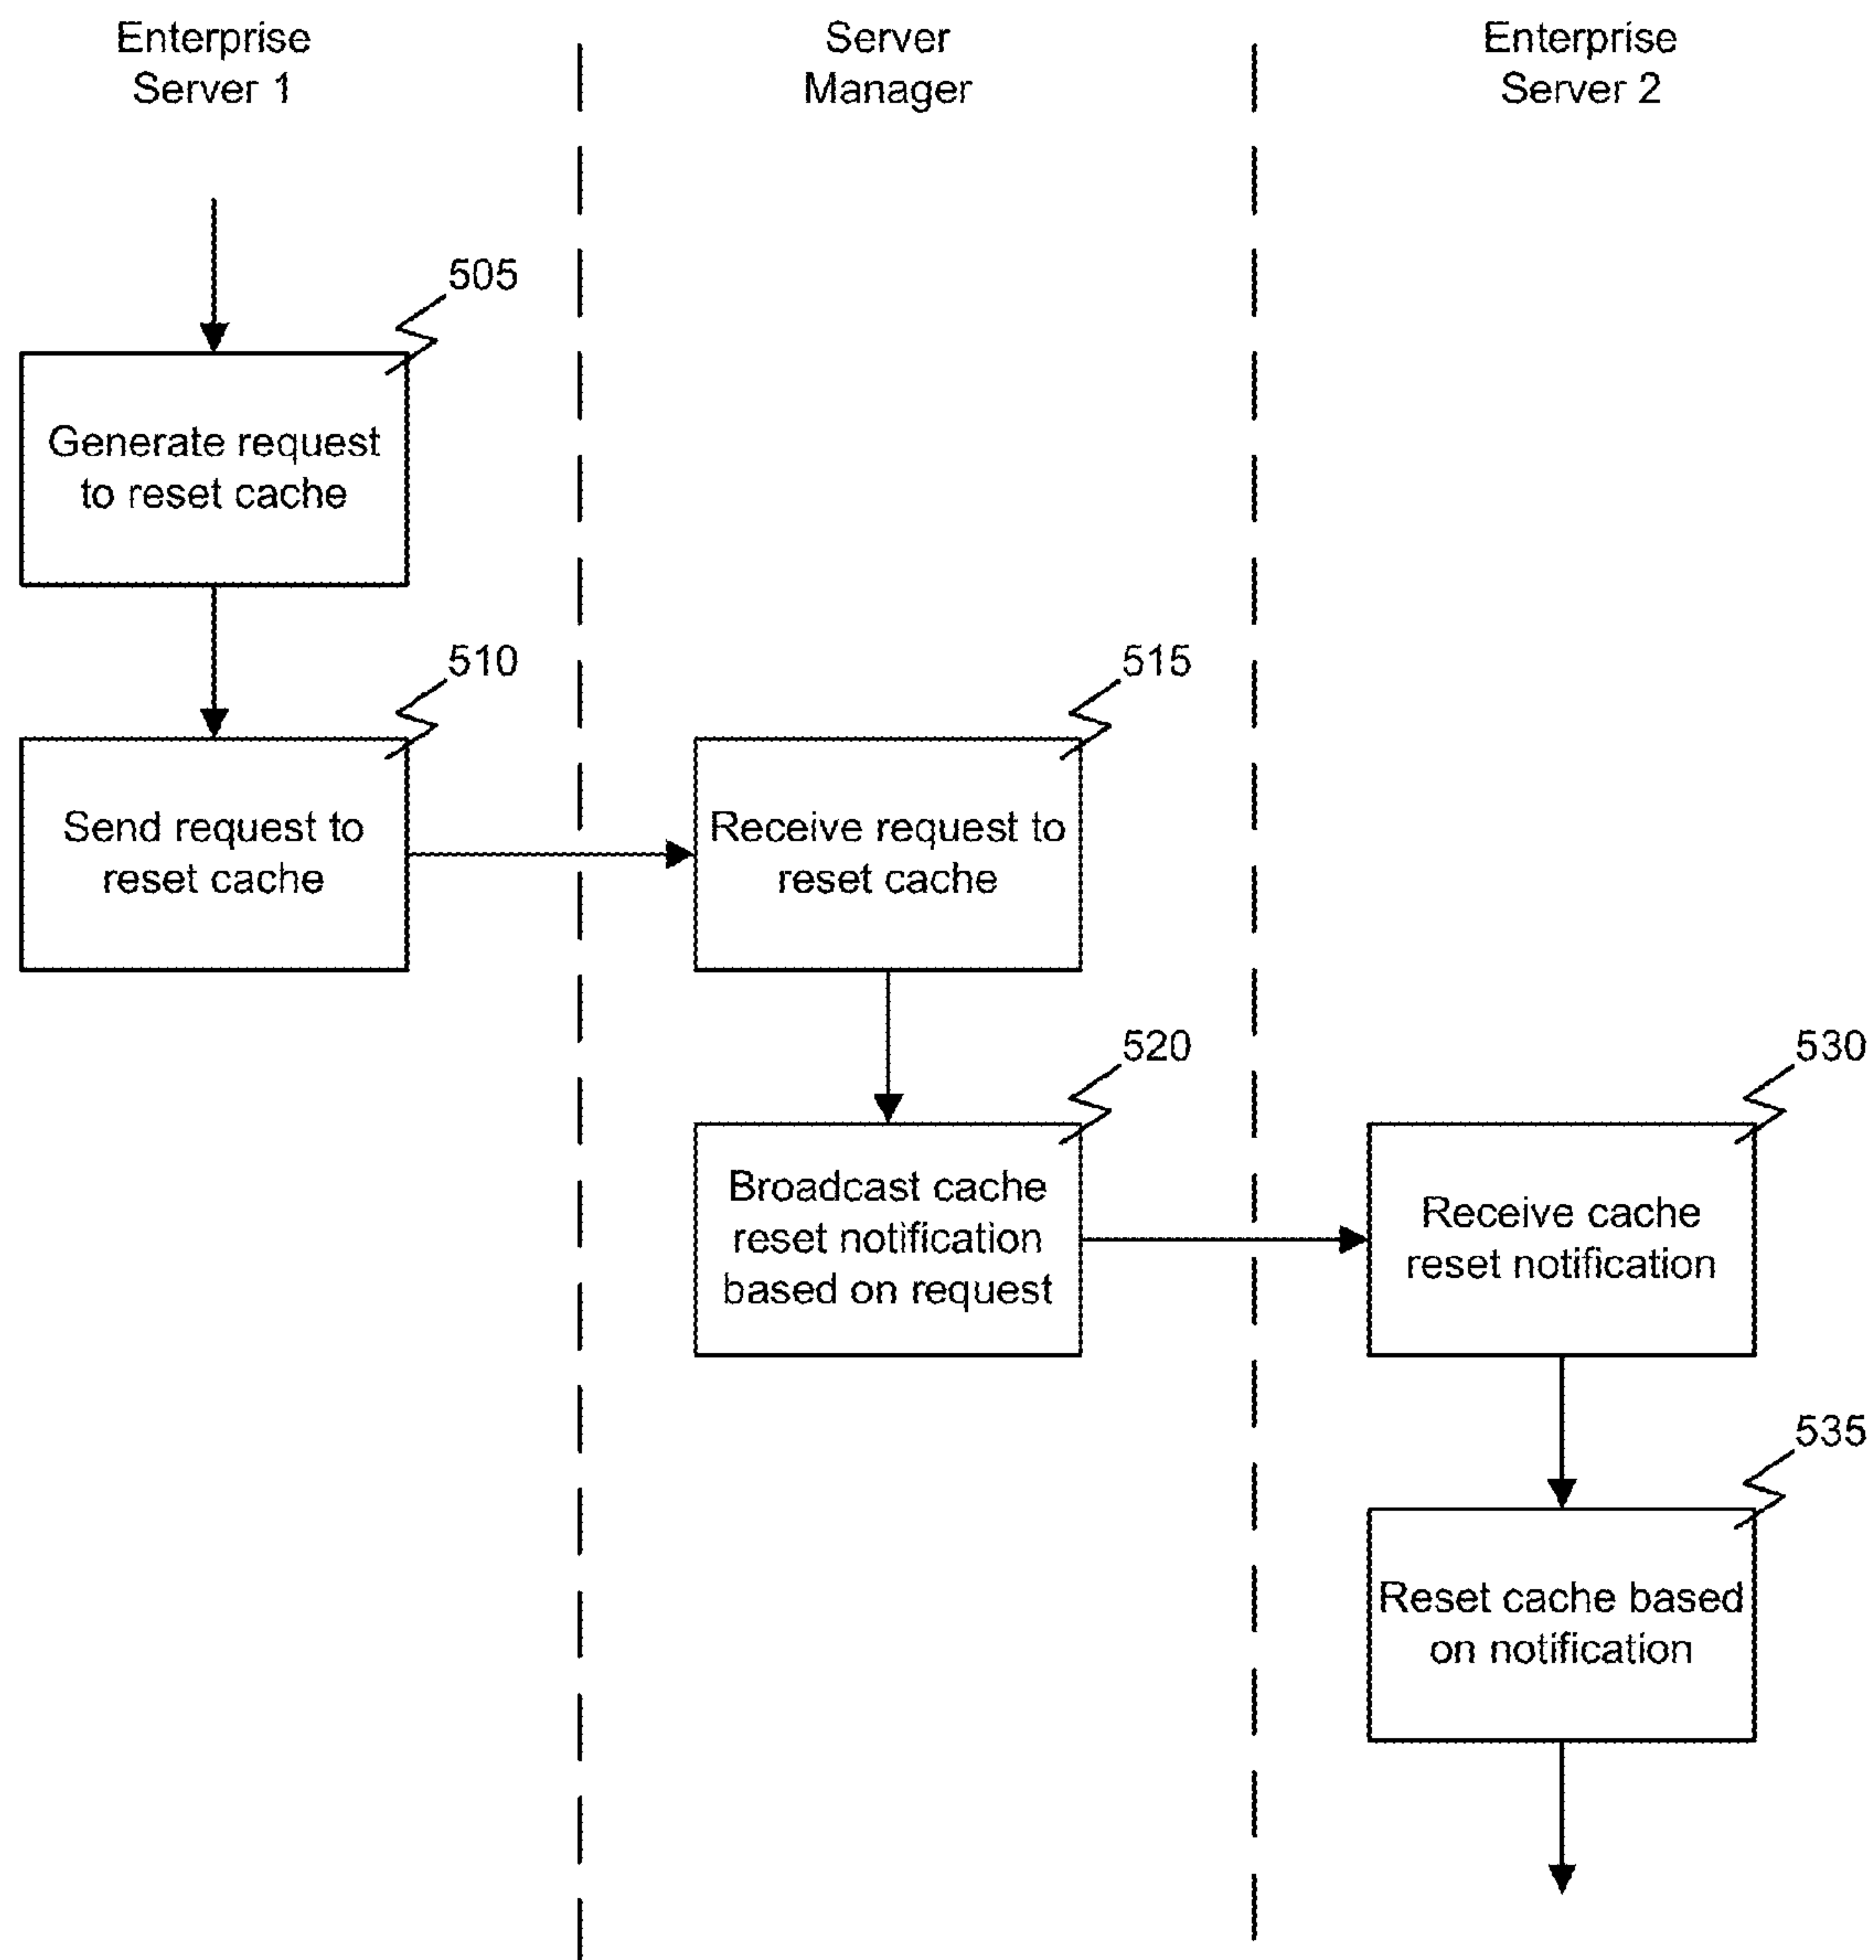 Enterprise
Server 1
Server
Manager
Enterprise
Server 2
505
Generate request
to reset cache
510
Send request to
reset cache
515
Receive request to
reset cache
520
Broadcast cache
reset notification
based on request
530
Receive cache
reset notification
535
Reset cache based
on notification